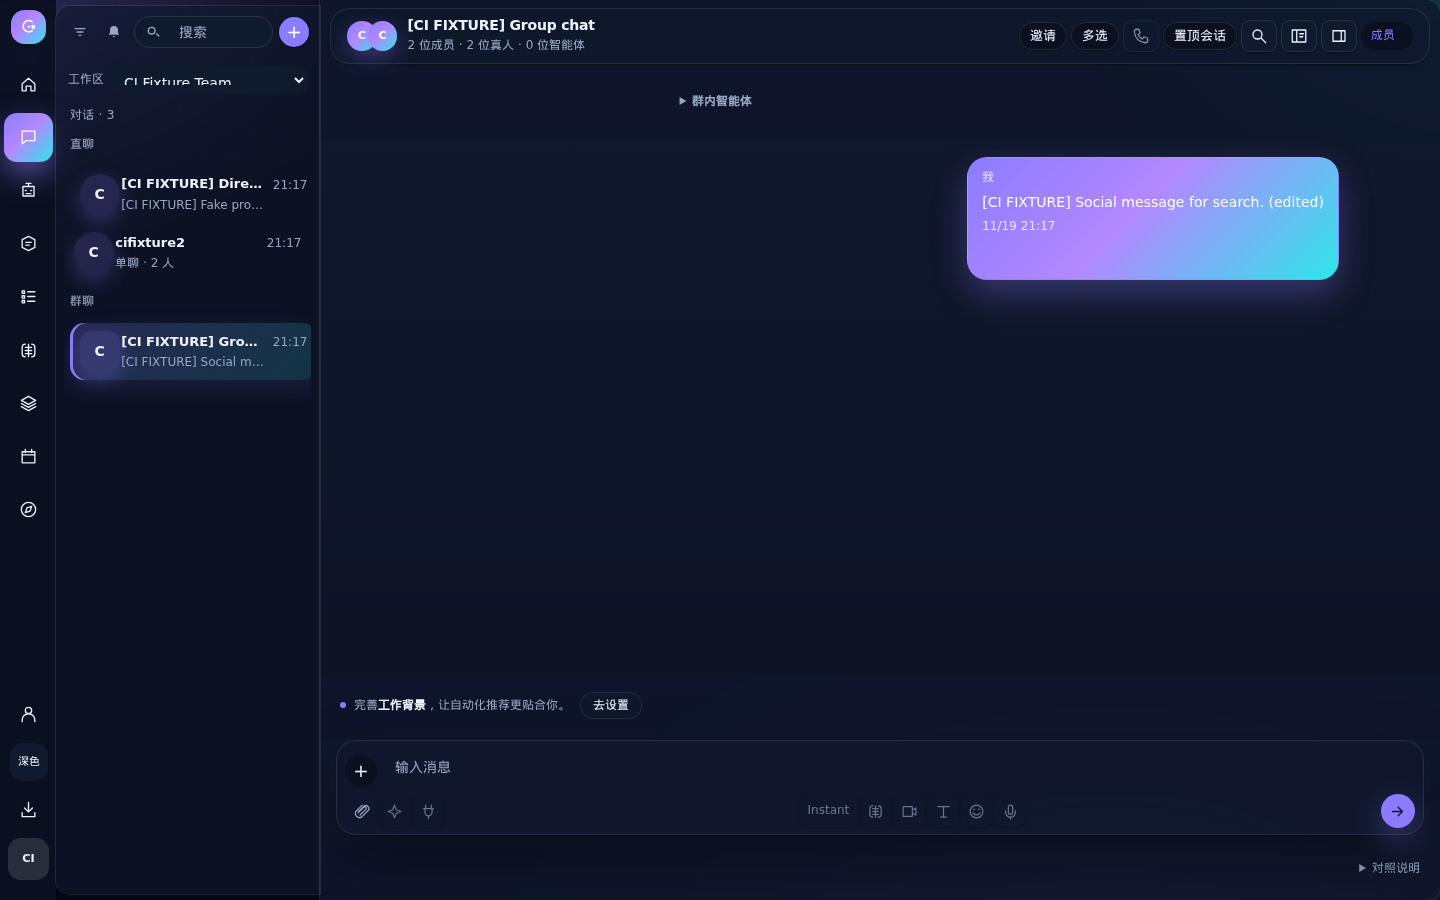 搜索
工作区
CI Fixture Team
对话 · 3
直聊
C
[CI FIXTURE] Dire…
21:17
[CI FIXTURE] Fake pro…
C
cifixture2
21:17
单聊 · 2 人
群聊
C
[CI FIXTURE] Gro…
21:17
[CI FIXTURE] Social m…
深色
CI
C
C
[CI FIXTURE] Group chat
2 位成员 · 2 位真人 · 0 位智能体
邀请
多选
置顶会话
成员
▶ 群内智能体
我
[CI FIXTURE] Social message for search. (edited)
11/19 21:17
完善工作背景，让自动化推荐更贴合你。
去设置
输入消息
Instant
▶ 对照说明